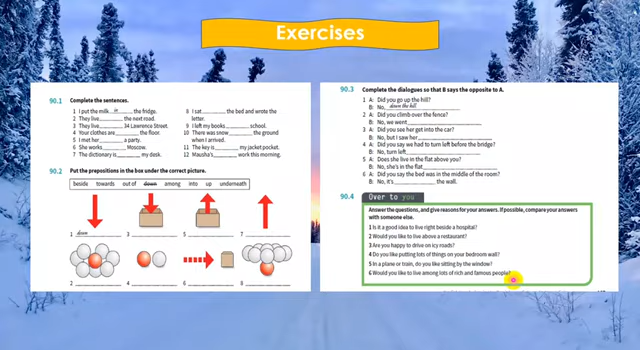 Exercises
90.1 Complete the sentences.
1 I put the milk in the fridge.
2 They live the next road.
3 They live 34 Lawrence Street.
4 Your clothes are the floor.
5 I met her a party.
6 She works Moscow.
7 The dictionary is my desk.
8 I sat the bed and wrote the
letter.
9 I left my books school.
10 There was snow the ground
when I arrived.
11 The key is my jacket pocket.
12 Mausha's work this morning.
90.2 Put the prepositions in the box under the correct picture.
beside towards out of down among into up underneath
1 down
3
5
7
2
4
6
8
90.3 Complete the dialogues so that B says the opposite to A.
1 A: Did you go up the hill?
B: No, down the hill.
2 A: Did you climb over the fence?
B: No, we went
3 A: Did you see her get into the car?
B: No, but I saw her
4 A: Did you say we had to turn left before the bridge?
B: No, turn left
5 A: Does she live in the flat above you?
B: No, she's in the flat
6 A: Did you say the bed was in the middle of the room?
B: No, it's the wall.
90.4 Over to you
Answer the questions, and give reasons for your answers. If possible, compare your answers
with someone else.
1 Is it a good idea to live right beside a hospital?
2 Would you like to live above a restaurant?
3 Are you happy to drive on icy roads?
4 Do you like putting lots of things on your bedroom wall?
5 In a plane or train, do you like sitting by the window?
6 Would you like to live among lots of rich and famous people?